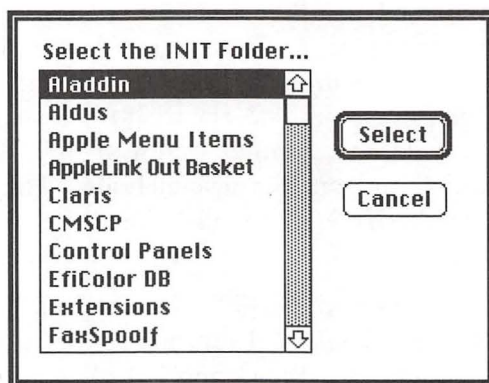 Select the INIT Folder...
Aladdin
Aldus
Apple Menu Items
AppleLink Out Basket
Claris
CMSCP
Control Panels
EfiColor DB
Extensions
FaxSpoolf
Select
Cancel